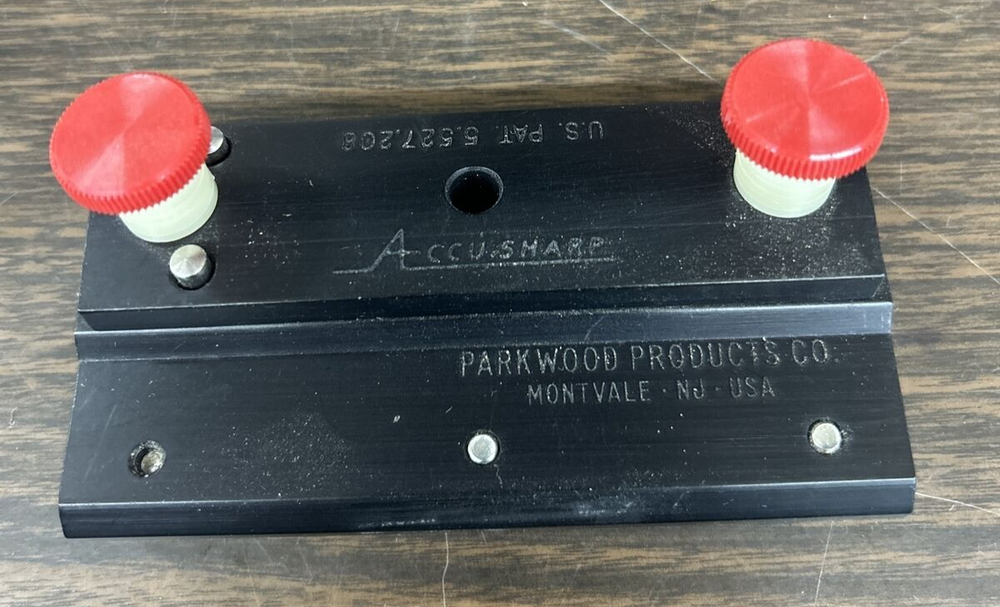 U.S. PAT. 5,527,208
ACCU-SHARP
PARKWOOD PRODUCTS CO.
MONTVALE · NJ · USA